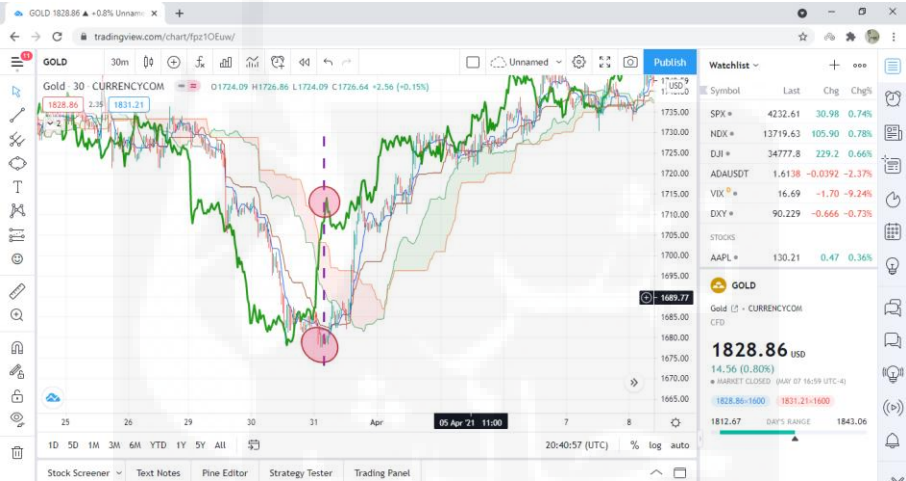 GOLD 1828.86 ▲ +0.8% Unname
tradingview.com/chart/fpz1OEuw/
11
GOLD 30m Unnamed Publish
Gold · 30 · CURRENCYCOM O1724.09 H1726.86 L1724.09 C1726.64 +2.56 (+0.15%)
1828.86 2.35 1831.21
2
USD
1735.00
1730.00
1725.00
1720.00
1715.00
1710.00
1705.00
1700.00
1695.00
1689.77
1685.00
1680.00
1675.00
1670.00
1665.00
25 26 29 30 31 Apr 05 Apr '21 11:00 7 8
1D 5D 1M 3M 6M YTD 1Y 5Y All 20:40:57 (UTC) % log auto
Stock Screener Text Notes Pine Editor Strategy Tester Trading Panel
Watchlist
Symbol Last Chg Chg%
SPX 4232.61 30.98 0.74%
NDX 13719.63 105.90 0.78%
DJI 34777.8 229.2 0.66%
ADAUSDT 1.6138 -0.0392 -2.37%
VIX D 16.69 -1.70 -9.24%
DXY 90.229 -0.666 -0.73%
STOCKS
AAPL 130.21 0.47 0.36%
GOLD
Gold · CURRENCYCOM
CFD
1828.86 USD
14.56 (0.80%)
MARKET CLOSED (MAY 07 16:59 UTC-4)
1828.86×1600 1831.21×1600
1812.67 DAY'S RANGE 1843.06